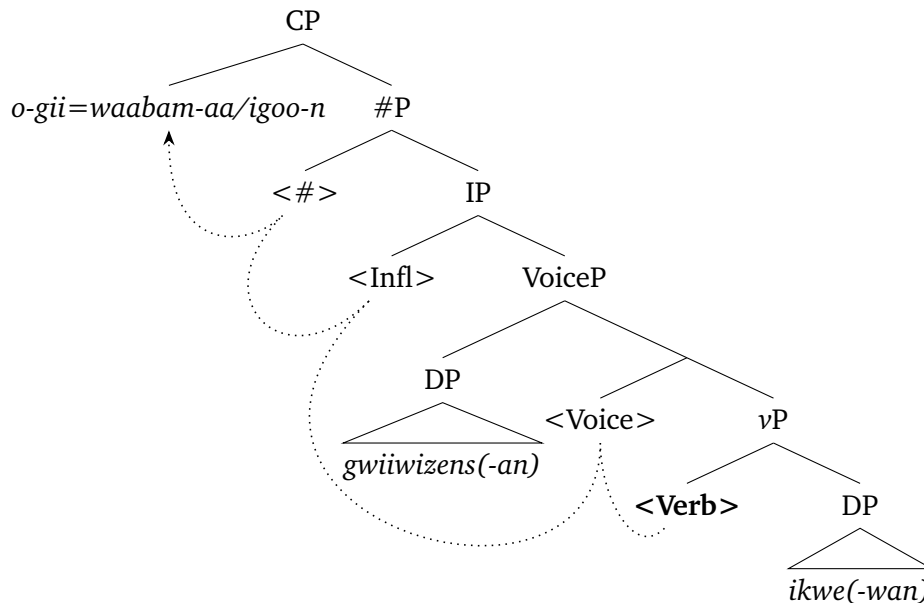 CP
o-gii=waabam-aa/igoo-n #P
<#> IP
<Infl> VoiceP
DP
<Voice> vP
gwiiwizens(-an)
<Verb> DP
ikwe(-wan)